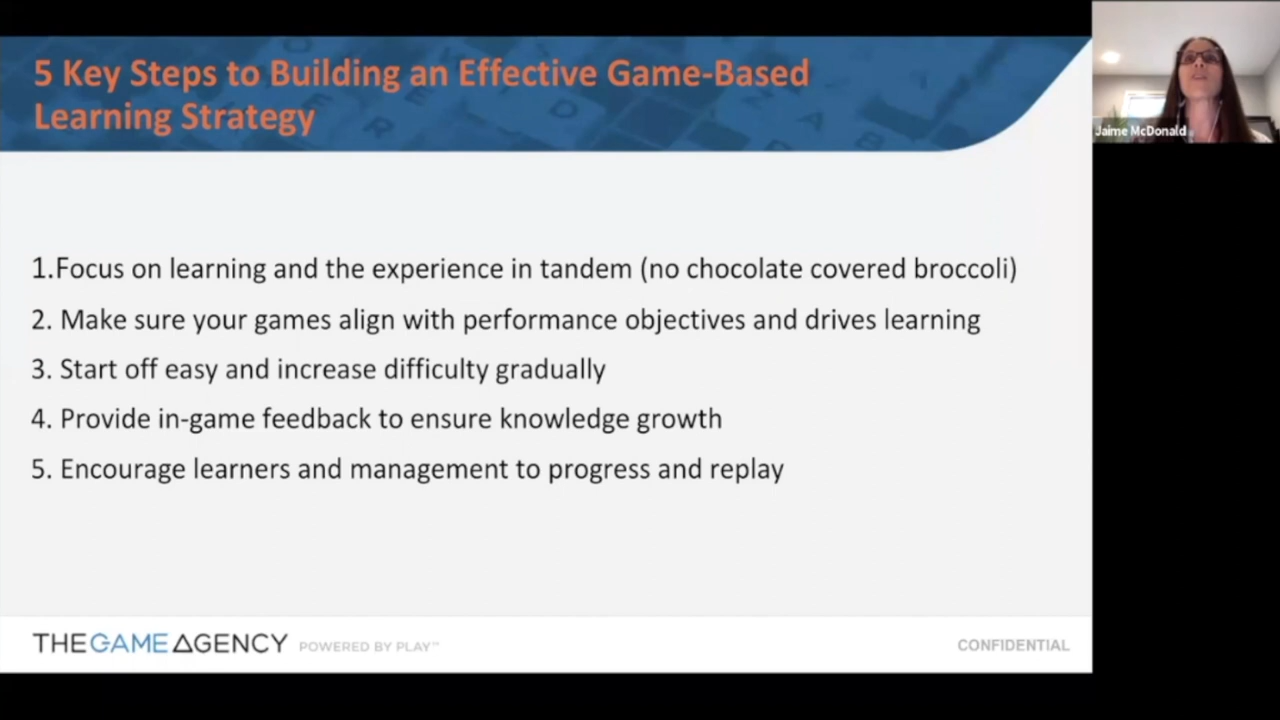 5 Key Steps to Building an Effective Game-Based
Learning Strategy
Jaime McDonald
1.Focus on learning and the experience in tandem (no chocolate covered broccoli)
2. Make sure your games align with performance objectives and drives learning
3. Start off easy and increase difficulty gradually
4. Provide in-game feedback to ensure knowledge growth
5. Encourage learners and management to progress and replay
THEGAMEAGENCY POWERED BY PLAY™
CONFIDENTIAL